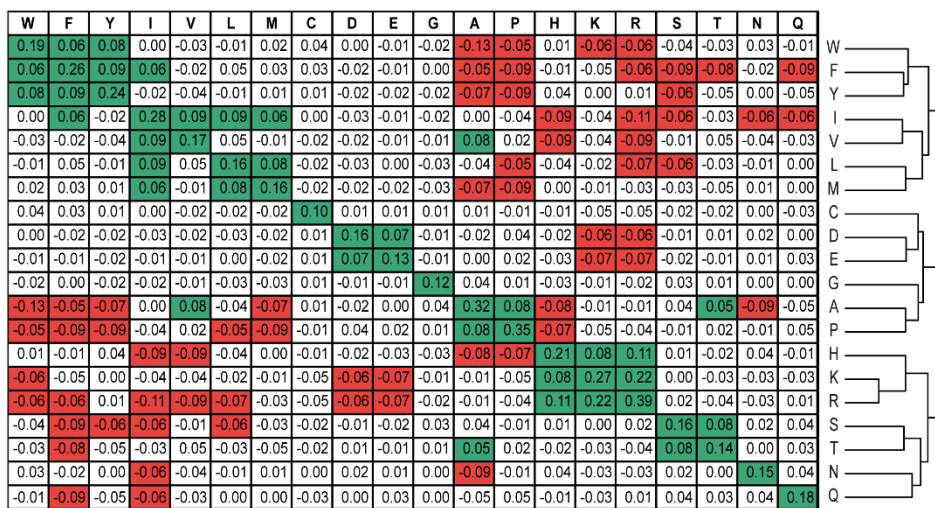 W F Y I V L M C D E G A P H K R S T N Q
0.19 0.06 0.08 0.00 -0.03 -0.01 0.02 0.04 0.00 -0.01 -0.02 -0.13 -0.05 0.01 -0.06 -0.06 -0.04 -0.03 0.03 -0.01 W
0.06 0.26 0.09 0.06 -0.02 0.05 0.03 0.03 -0.02 -0.01 0.00 -0.05 -0.09 -0.01 -0.05 -0.06 -0.09 -0.08 -0.02 -0.09 F
0.08 0.09 0.24 -0.02 -0.04 -0.01 0.01 0.01 -0.02 -0.02 -0.02 -0.07 -0.09 0.04 0.00 0.01 -0.06 -0.05 0.00 -0.05 Y
0.00 0.06 -0.02 0.28 0.09 0.09 0.06 0.00 -0.03 -0.01 -0.02 0.00 -0.04 -0.09 -0.04 -0.11 -0.06 -0.03 -0.06 -0.06 I
-0.03 -0.02 -0.04 0.09 0.17 0.05 -0.01 -0.02 -0.02 -0.01 -0.01 0.08 0.02 -0.09 -0.04 -0.09 -0.01 0.05 -0.04 -0.03 V
-0.01 0.05 -0.01 0.09 0.05 0.16 0.08 -0.02 -0.03 0.00 -0.03 -0.04 -0.05 -0.04 -0.02 -0.07 -0.06 -0.03 -0.01 0.00 L
0.02 0.03 0.01 0.06 -0.01 0.08 0.16 -0.02 -0.02 -0.02 -0.03 -0.07 -0.09 0.00 -0.01 -0.03 -0.03 -0.05 0.01 0.00 M
0.04 0.03 0.01 0.00 -0.02 -0.02 -0.02 0.10 0.01 0.01 0.01 0.01 -0.01 -0.01 -0.05 -0.05 -0.02 -0.02 0.00 -0.03 C
0.00 -0.02 -0.02 -0.03 -0.02 -0.03 -0.02 0.01 0.16 0.07 -0.01 -0.02 0.04 -0.02 -0.06 -0.06 -0.01 0.01 0.02 0.00 D
-0.01 -0.01 -0.02 -0.01 -0.01 0.00 -0.02 0.01 0.07 0.13 -0.01 0.00 0.02 -0.03 -0.07 -0.07 -0.02 -0.01 0.01 0.03 E
-0.02 0.00 -0.02 -0.02 -0.01 -0.03 -0.03 0.01 -0.01 -0.01 0.12 0.04 0.01 -0.03 -0.01 -0.02 0.03 0.01 0.00 0.00 G
-0.13 -0.05 -0.07 0.00 0.08 -0.04 -0.07 0.01 -0.02 0.00 0.04 0.32 0.08 -0.08 -0.01 -0.01 0.04 0.05 -0.09 -0.05 A
-0.05 -0.09 -0.09 -0.04 0.02 -0.05 -0.09 -0.01 0.04 0.02 0.01 0.08 0.35 -0.07 -0.05 -0.04 -0.01 0.02 -0.01 0.05 P
0.01 -0.01 0.04 -0.09 -0.09 -0.04 0.00 -0.01 -0.02 -0.03 -0.03 -0.08 -0.07 0.21 0.08 0.11 0.01 -0.02 0.04 -0.01 H
-0.06 -0.05 0.00 -0.04 -0.04 -0.02 -0.01 -0.05 -0.06 -0.07 -0.01 -0.01 -0.05 0.08 0.27 0.22 0.00 -0.03 -0.03 -0.03 K
-0.06 -0.06 0.01 -0.11 -0.09 -0.07 -0.03 -0.05 -0.06 -0.07 -0.02 -0.01 -0.04 0.11 0.22 0.39 0.02 -0.04 -0.03 0.01 R
-0.04 -0.09 -0.06 -0.06 -0.01 -0.06 -0.03 -0.02 -0.01 -0.02 0.03 0.04 -0.01 0.01 0.00 0.02 0.16 0.08 0.02 0.04 S
-0.03 -0.08 -0.05 -0.03 0.05 -0.03 -0.05 -0.02 0.01 -0.01 0.01 0.05 0.02 -0.02 -0.03 -0.04 0.08 0.14 0.00 0.03 T
0.03 -0.02 0.00 -0.06 -0.04 -0.01 0.01 0.00 0.02 0.01 0.00 -0.09 -0.01 0.04 -0.03 -0.03 0.02 0.00 0.15 0.04 N
-0.01 -0.09 -0.05 -0.06 -0.03 0.00 0.00 -0.03 0.00 0.03 0.00 -0.05 0.05 -0.01 -0.03 0.01 0.04 0.03 0.04 0.18 Q